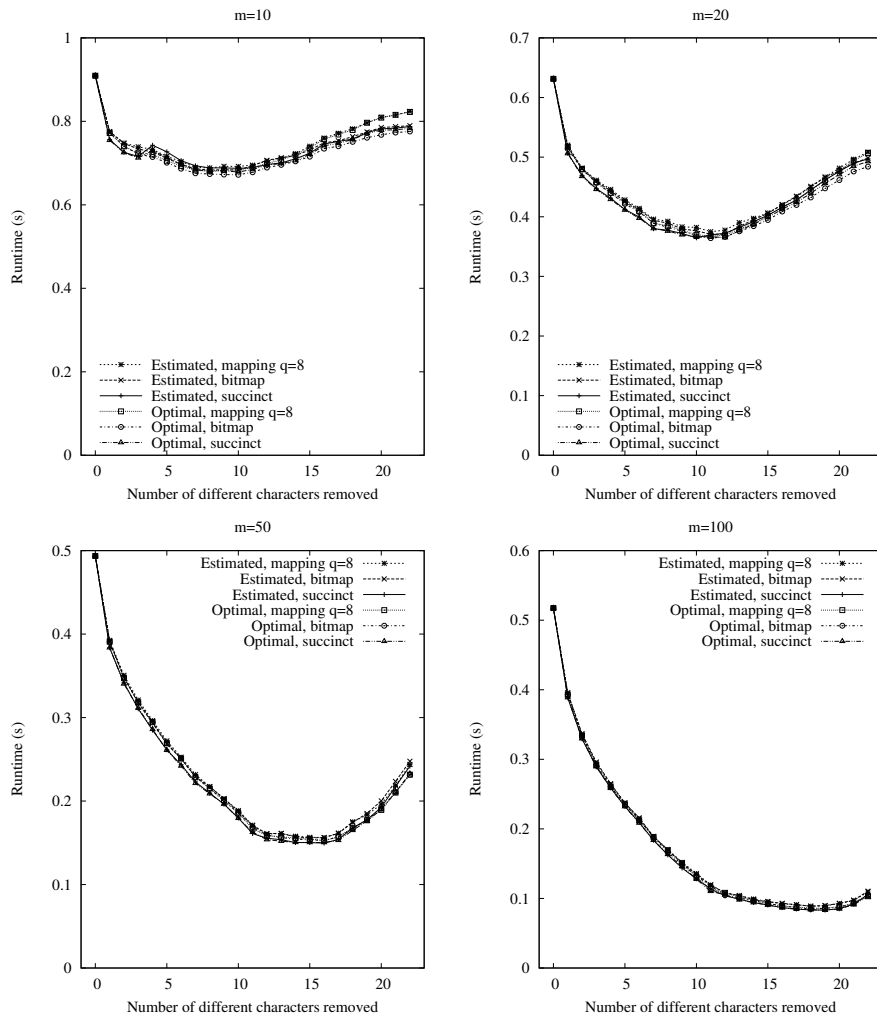 m=10
1
0.8
0.6
0.4
0.2
0
Runtime (s)
Estimated, mapping q=8
Estimated, bitmap
Estimated, succinct
Optimal, mapping q=8
Optimal, bitmap
Optimal, succinct
0 5 10 15 20
Number of different characters removed
m=20
0.7
0.6
0.5
0.4
0.3
0.2
0.1
0
Runtime (s)
Estimated, mapping q=8
Estimated, bitmap
Estimated, succinct
Optimal, mapping q=8
Optimal, bitmap
Optimal, succinct
0 5 10 15 20
Number of different characters removed
m=50
0.5
0.4
0.3
0.2
0.1
0
Runtime (s)
Estimated, mapping q=8
Estimated, bitmap
Estimated, succinct
Optimal, mapping q=8
Optimal, bitmap
Optimal, succinct
0 5 10 15 20
Number of different characters removed
m=100
0.6
0.5
0.4
0.3
0.2
0.1
0
Runtime (s)
Estimated, mapping q=8
Estimated, bitmap
Estimated, succinct
Optimal, mapping q=8
Optimal, bitmap
Optimal, succinct
0 5 10 15 20
Number of different characters removed